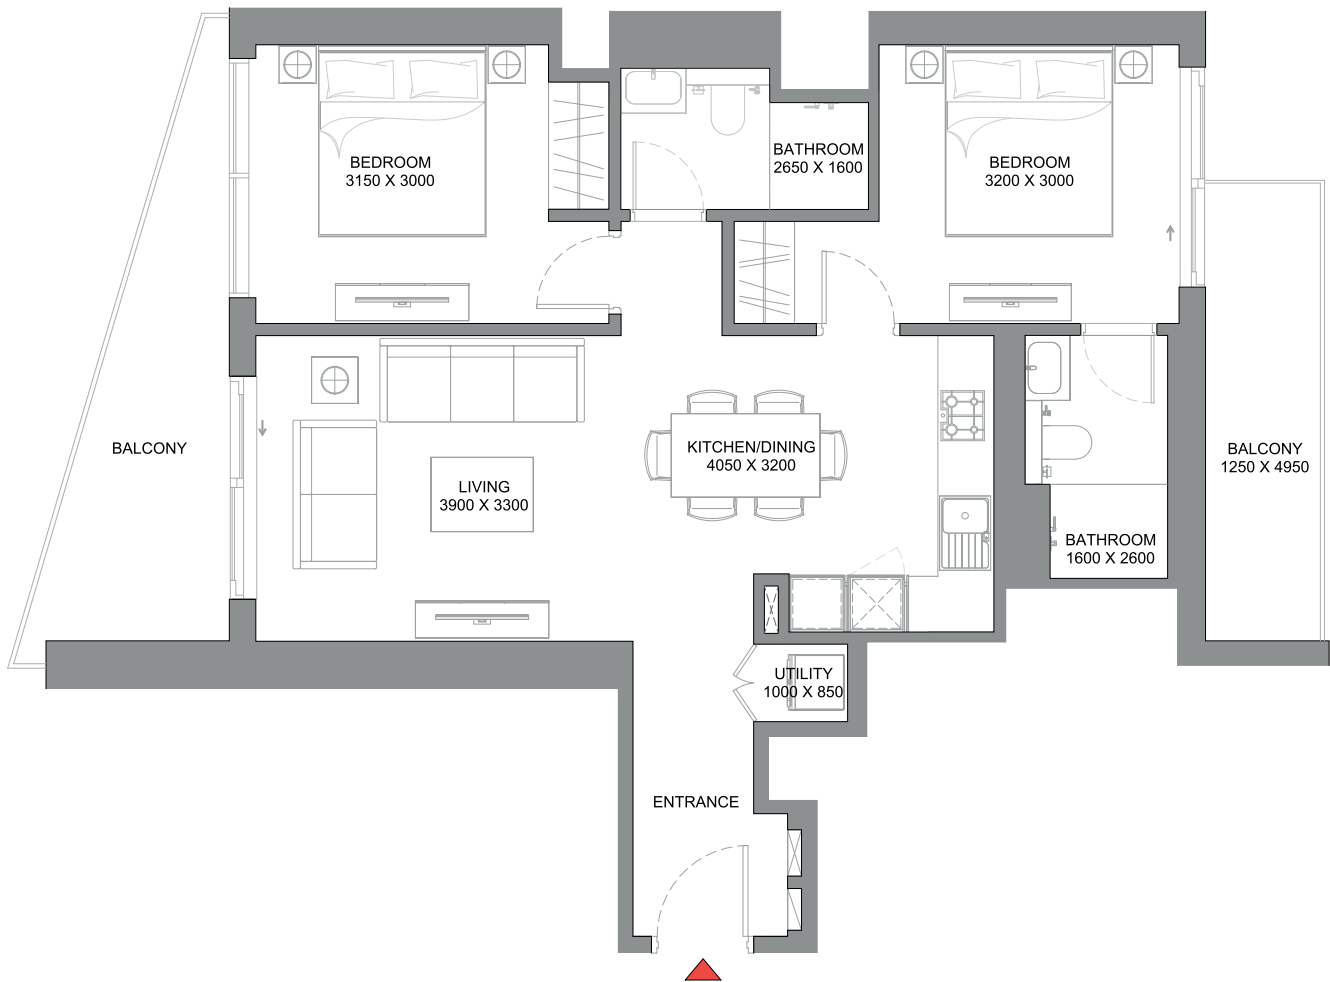 BEDROOM
3150 X 3000
BATHROOM
2650 X 1600
BEDROOM
3200 X 3000
BALCONY
LIVING
3900 X 3300
KITCHEN/DINING
4050 X 3200
BALCONY
1250 X 4950
BATHROOM
1600 X 2600
UTILITY
1000 X 850
ENTRANCE